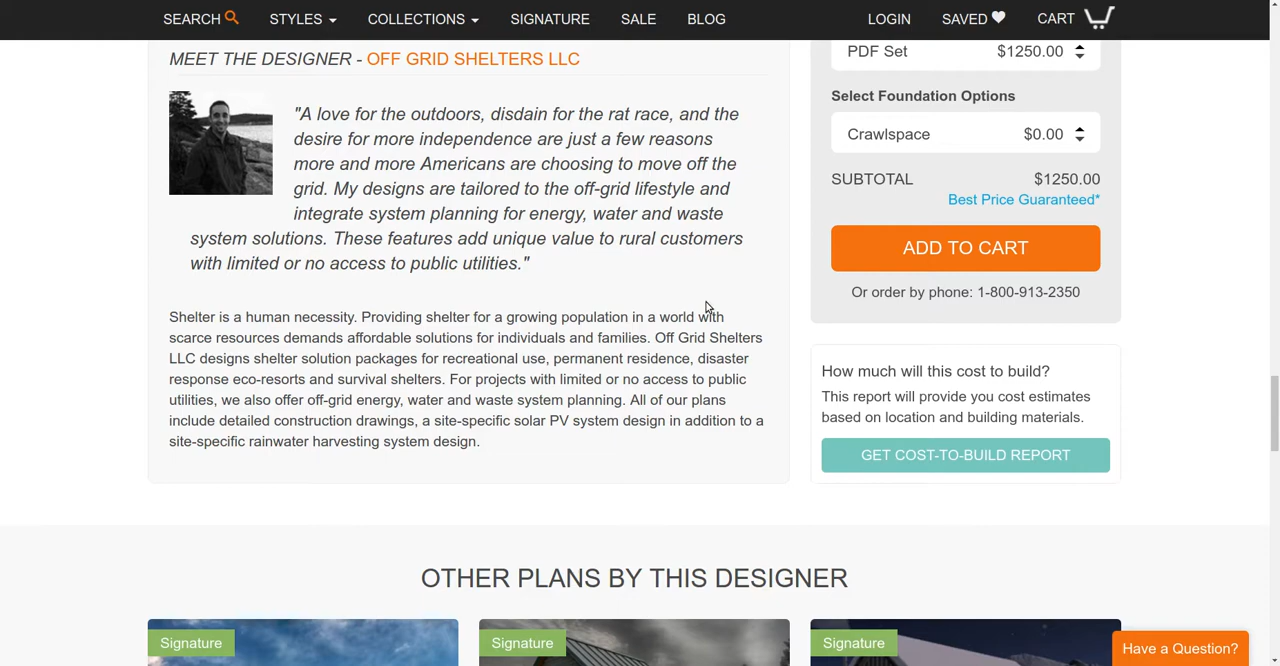 SEARCH STYLES COLLECTIONS SIGNATURE SALE BLOG LOGIN SAVED CART
MEET THE DESIGNER - OFF GRID SHELTERS LLC
"A love for the outdoors, disdain for the rat race, and the
desire for more independence are just a few reasons
more and more Americans are choosing to move off the
grid. My designs are tailored to the off-grid lifestyle and
integrate system planning for energy, water and waste
system solutions. These features add unique value to rural customers
with limited or no access to public utilities."
Shelter is a human necessity. Providing shelter for a growing population in a world with
scarce resources demands affordable solutions for individuals and families. Off Grid Shelters
LLC designs shelter solution packages for recreational use, permanent residence, disaster
response eco-resorts and survival shelters. For projects with limited or no access to public
utilities, we also offer off-grid energy, water and waste system planning. All of our plans
include detailed construction drawings, a site-specific solar PV system design in addition to a
site-specific rainwater harvesting system design.
PDF Set $1250.00
Select Foundation Options
Crawlspace $0.00
SUBTOTAL $1250.00
Best Price Guaranteed*
ADD TO CART
Or order by phone: 1-800-913-2350
How much will this cost to build?
This report will provide you cost estimates
based on location and building materials.
GET COST-TO-BUILD REPORT
OTHER PLANS BY THIS DESIGNER
Signature Signature Signature
Have a Question?